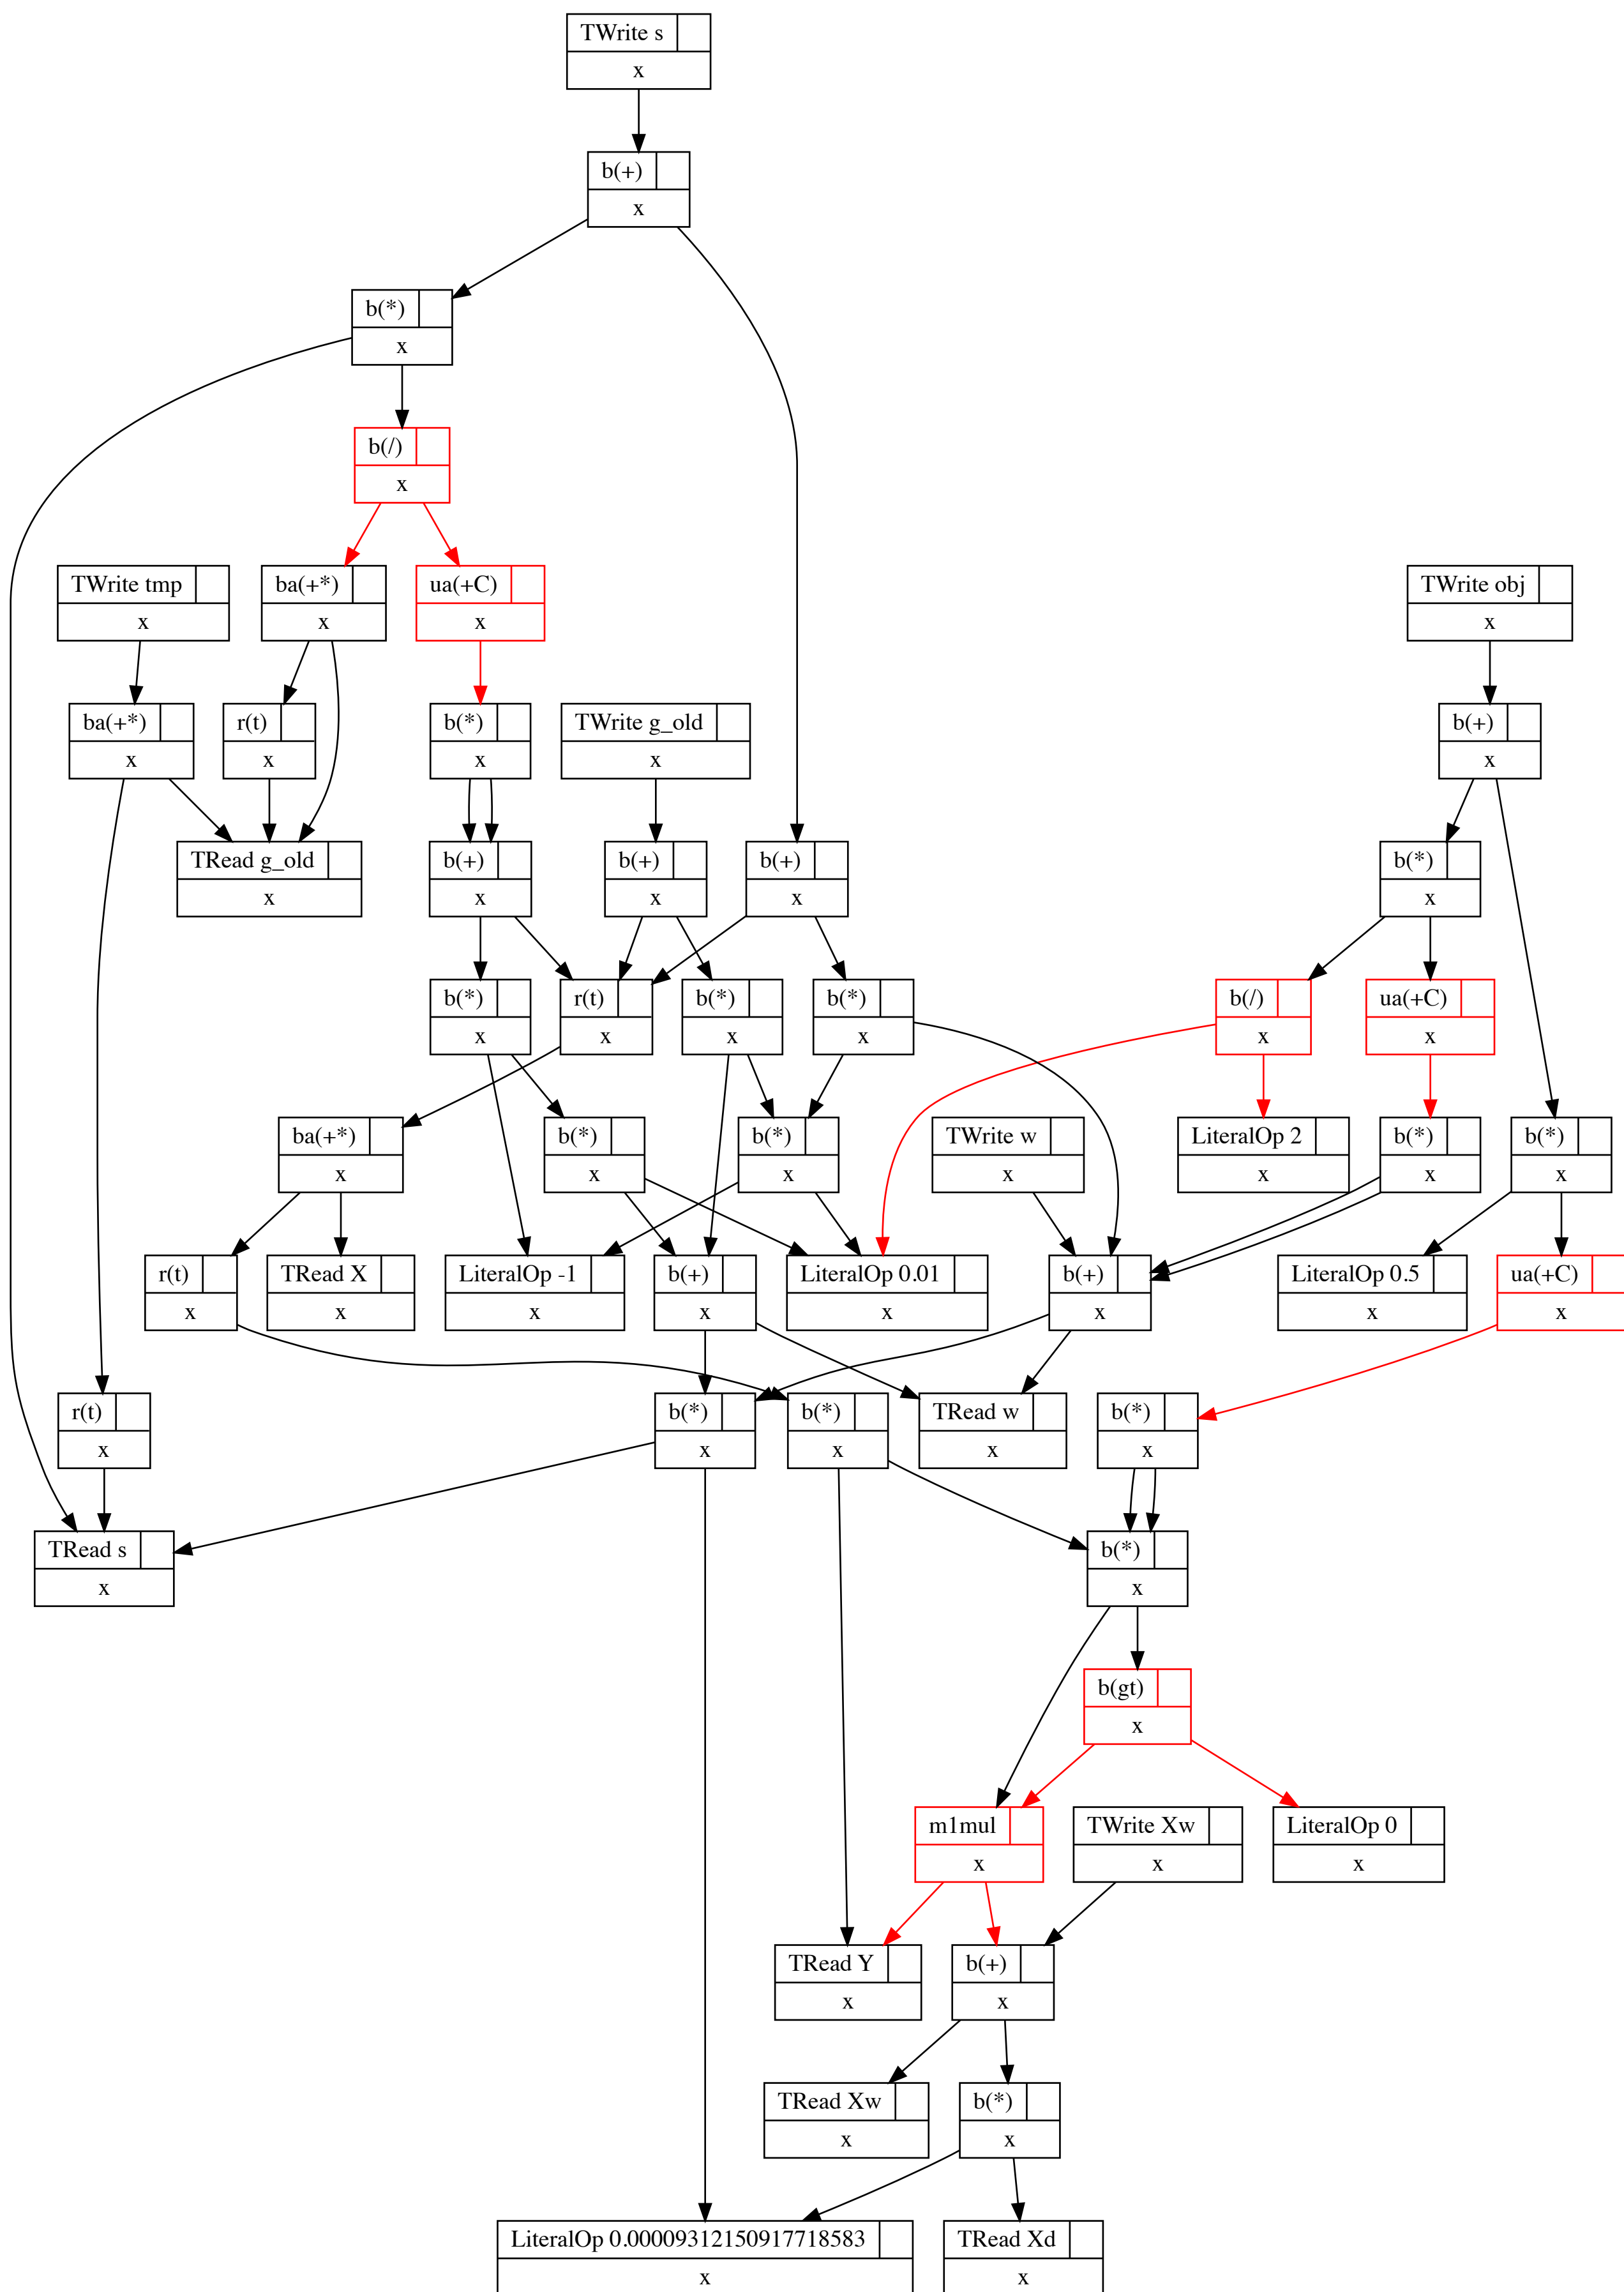 TWrite s
x
b(+)
x
b(*)
x
b(/)
x
TWrite tmp
x
ba(+*)
x
ua(+C)
x
TWrite obj
x
ba(+*)
x
r(t)
x
b(*)
x
TWrite g_old
x
b(+)
x
TRead g_old
x
b(+)
x
b(+)
x
b(+)
x
b(*)
x
b(*)
x
r(t)
x
b(*)
x
b(*)
x
b(/)
x
ua(+C)
x
ba(+*)
x
b(*)
x
b(*)
x
TWrite w
x
LiteralOp 2
x
b(*)
x
b(*)
x
r(t)
x
TRead X
x
LiteralOp -1
x
b(+)
x
LiteralOp 0.01
x
b(+)
x
LiteralOp 0.5
x
ua(+C)
x
r(t)
x
b(*)
x
b(*)
x
TRead w
x
b(*)
x
TRead s
x
b(*)
x
b(gt)
x
m1mul
x
TWrite Xw
x
LiteralOp 0
x
TRead Y
x
b(+)
x
TRead Xw
x
b(*)
x
LiteralOp 0.00009312150917718583
x
TRead Xd
x